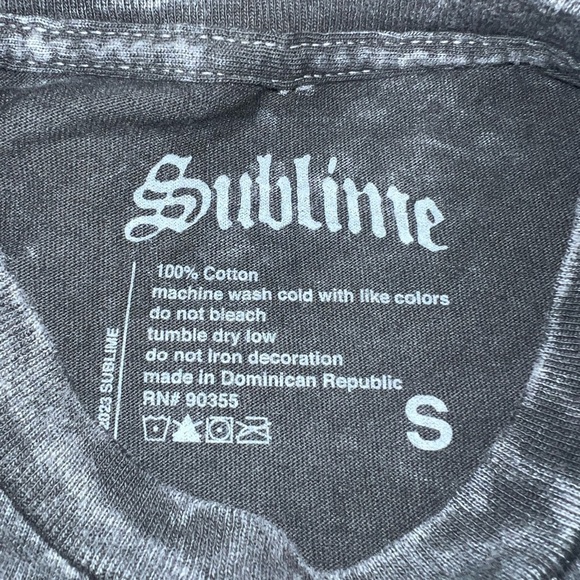 Sublime
100% Cotton
machine wash cold with like colors
do not bleach
tumble dry low
do not iron decoration
made in Dominican Republic
RN# 90355
2023 SUBLIME
S